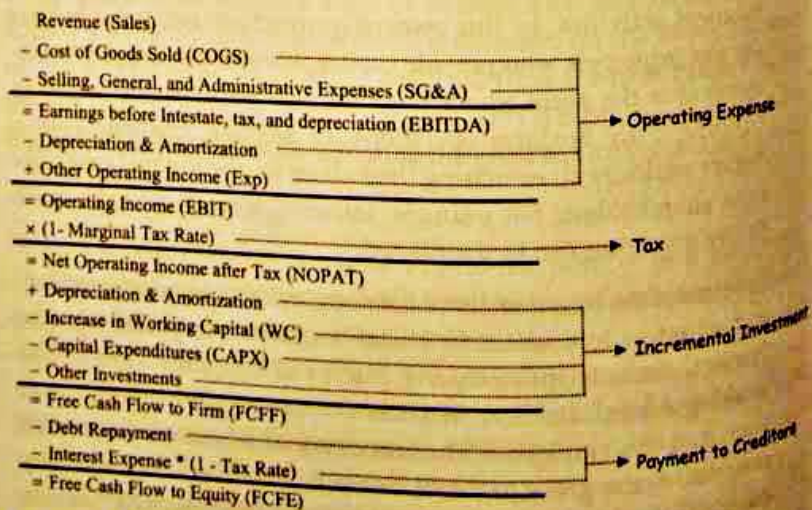 Revenue (Sales)
- Cost of Goods Sold (COGS)
- Selling, General, and Administrative Expenses (SG&A)
= Earnings before Intestate, tax, and depreciation (EBITDA)
- Depreciation & Amortization
+ Other Operating Income (Exp)
Operating Expense
= Operating Income (EBIT)
× (1- Marginal Tax Rate)
Tax
= Net Operating Income after Tax (NOPAT)
+ Depreciation & Amortization
- Increase in Working Capital (WC)
- Capital Expenditures (CAPX)
- Other Investments
Incremental Investment
= Free Cash Flow to Firm (FCFF)
- Debt Repayment
- Interest Expense * (1 - Tax Rate)
Payment to Creditors
= Free Cash Flow to Equity (FCFE)